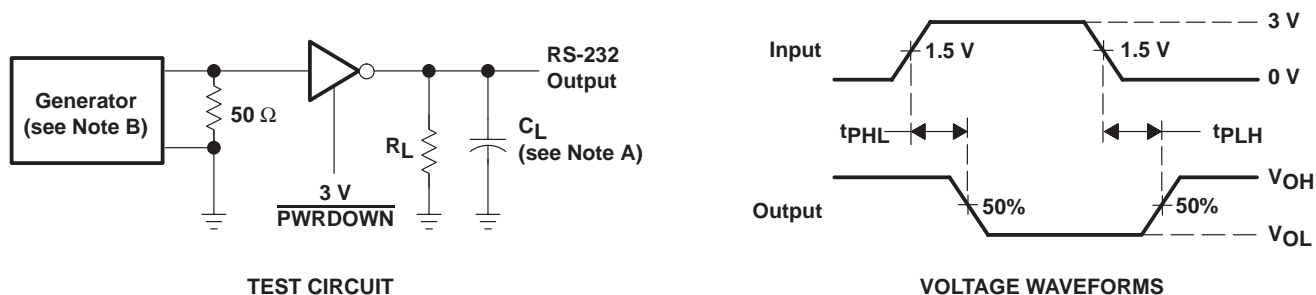 Generator
(see Note B)
50 Ω
3 V
PWRDOWN
RL
CL
(see Note A)
RS-232
Output
TEST CIRCUIT
Input
1.5 V
1.5 V
3 V
0 V
tPHL
tPLH
Output
50%
50%
VOH
VOL
VOLTAGE WAVEFORMS